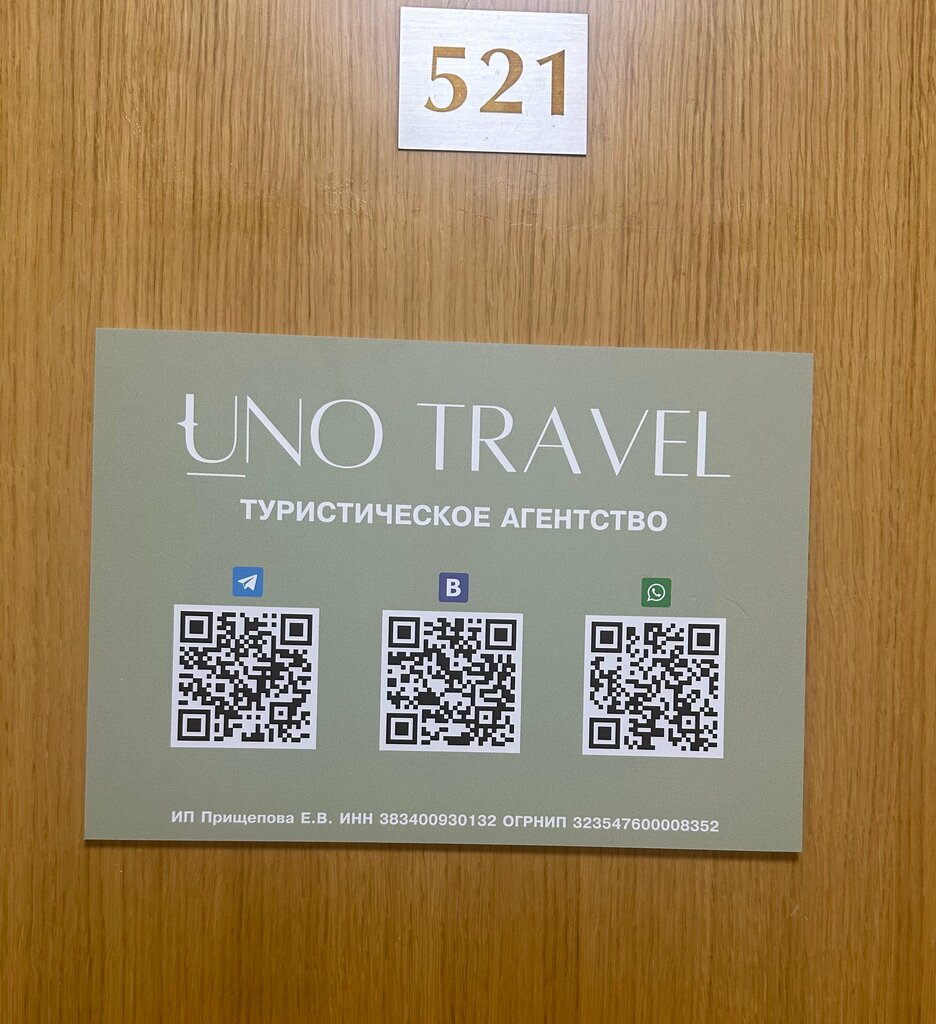 521
UNO TRAVEL
ТУРИСТИЧЕСКОЕ АГЕНТСТВО
B
ИП Прищепова Е.В. ИНН 383400930132 ОГРНИП 323547600008352